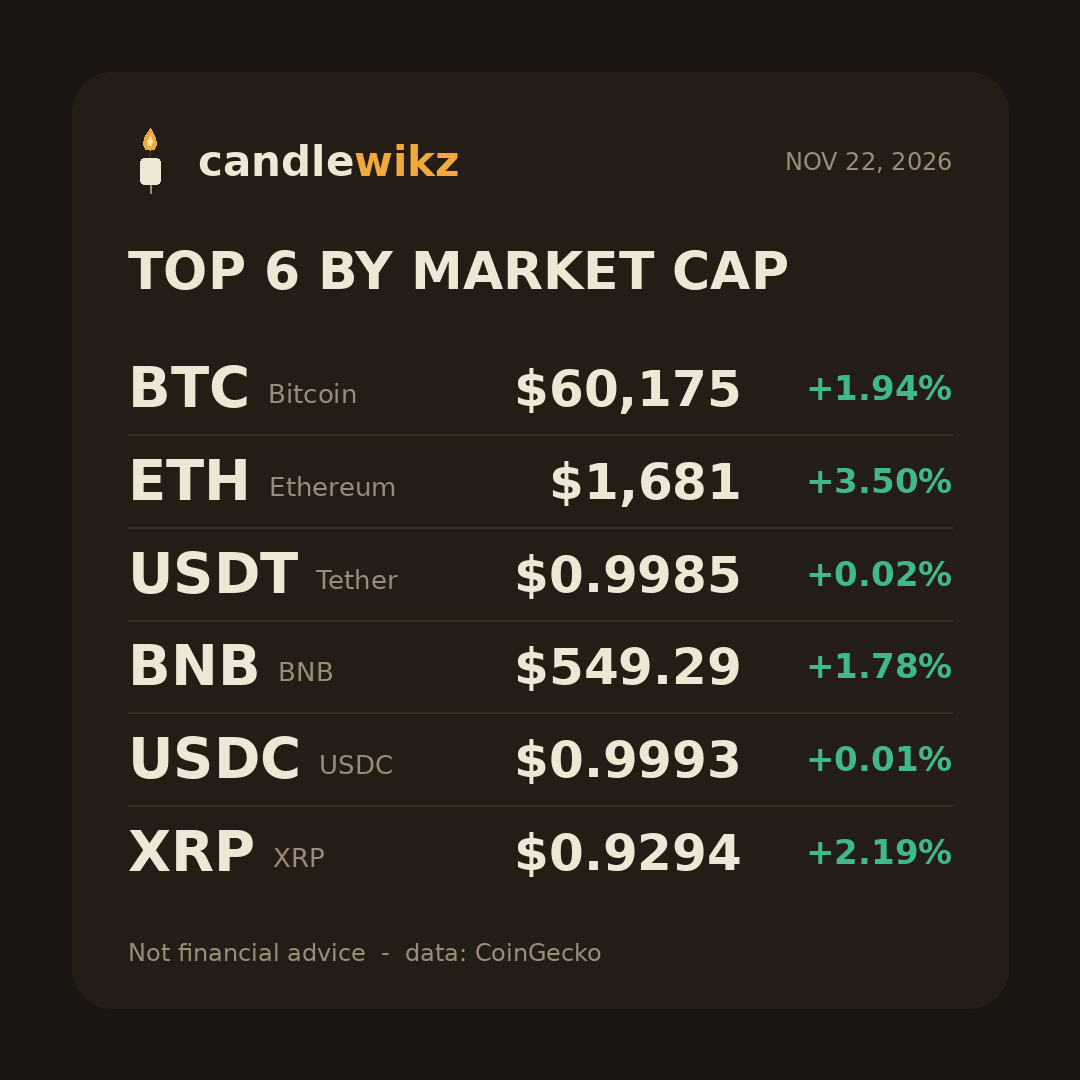 candlewikz NOV 22, 2026
TOP 6 BY MARKET CAP
BTC Bitcoin $60,175 +1.94%
ETH Ethereum $1,681 +3.50%
USDT Tether $0.9985 +0.02%
BNB BNB $549.29 +1.78%
USDC USDC $0.9993 +0.01%
XRP XRP $0.9294 +2.19%
Not financial advice - data: CoinGecko